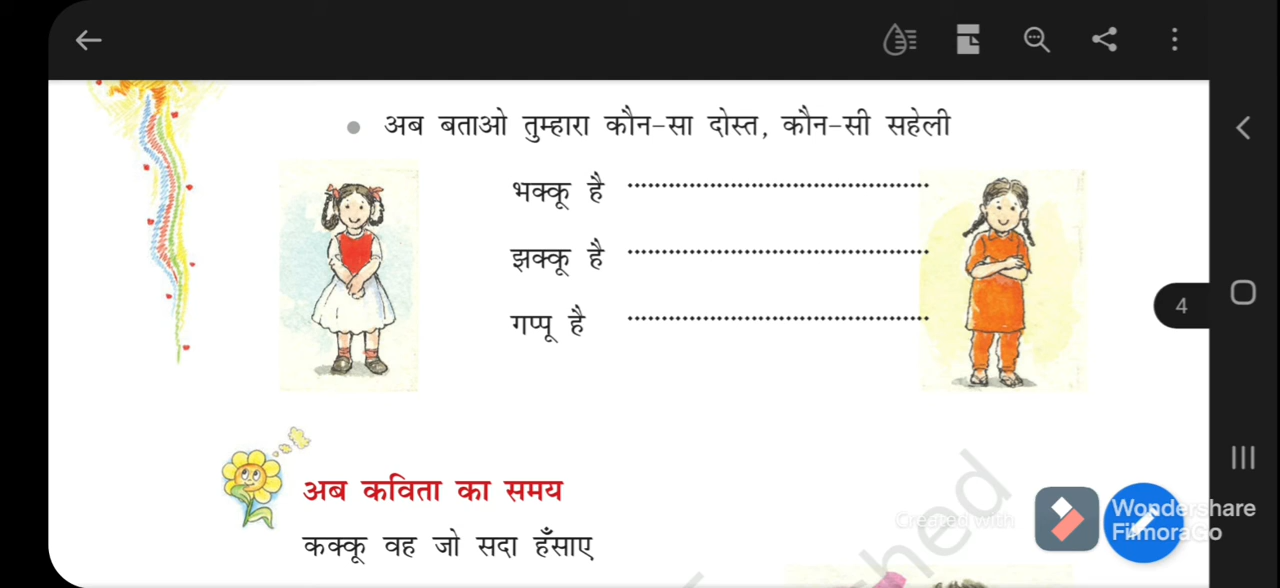 अब बताओ तुम्हारा कौन-सा दोस्त, कौन-सी सहेली
भक्कू है ............................................
झक्कू है ............................................
गप्पू है ............................................
4
अब कविता का समय
कक्कू वह जो सदा हँसाए
Created with
Wondershare
FilmoraGo